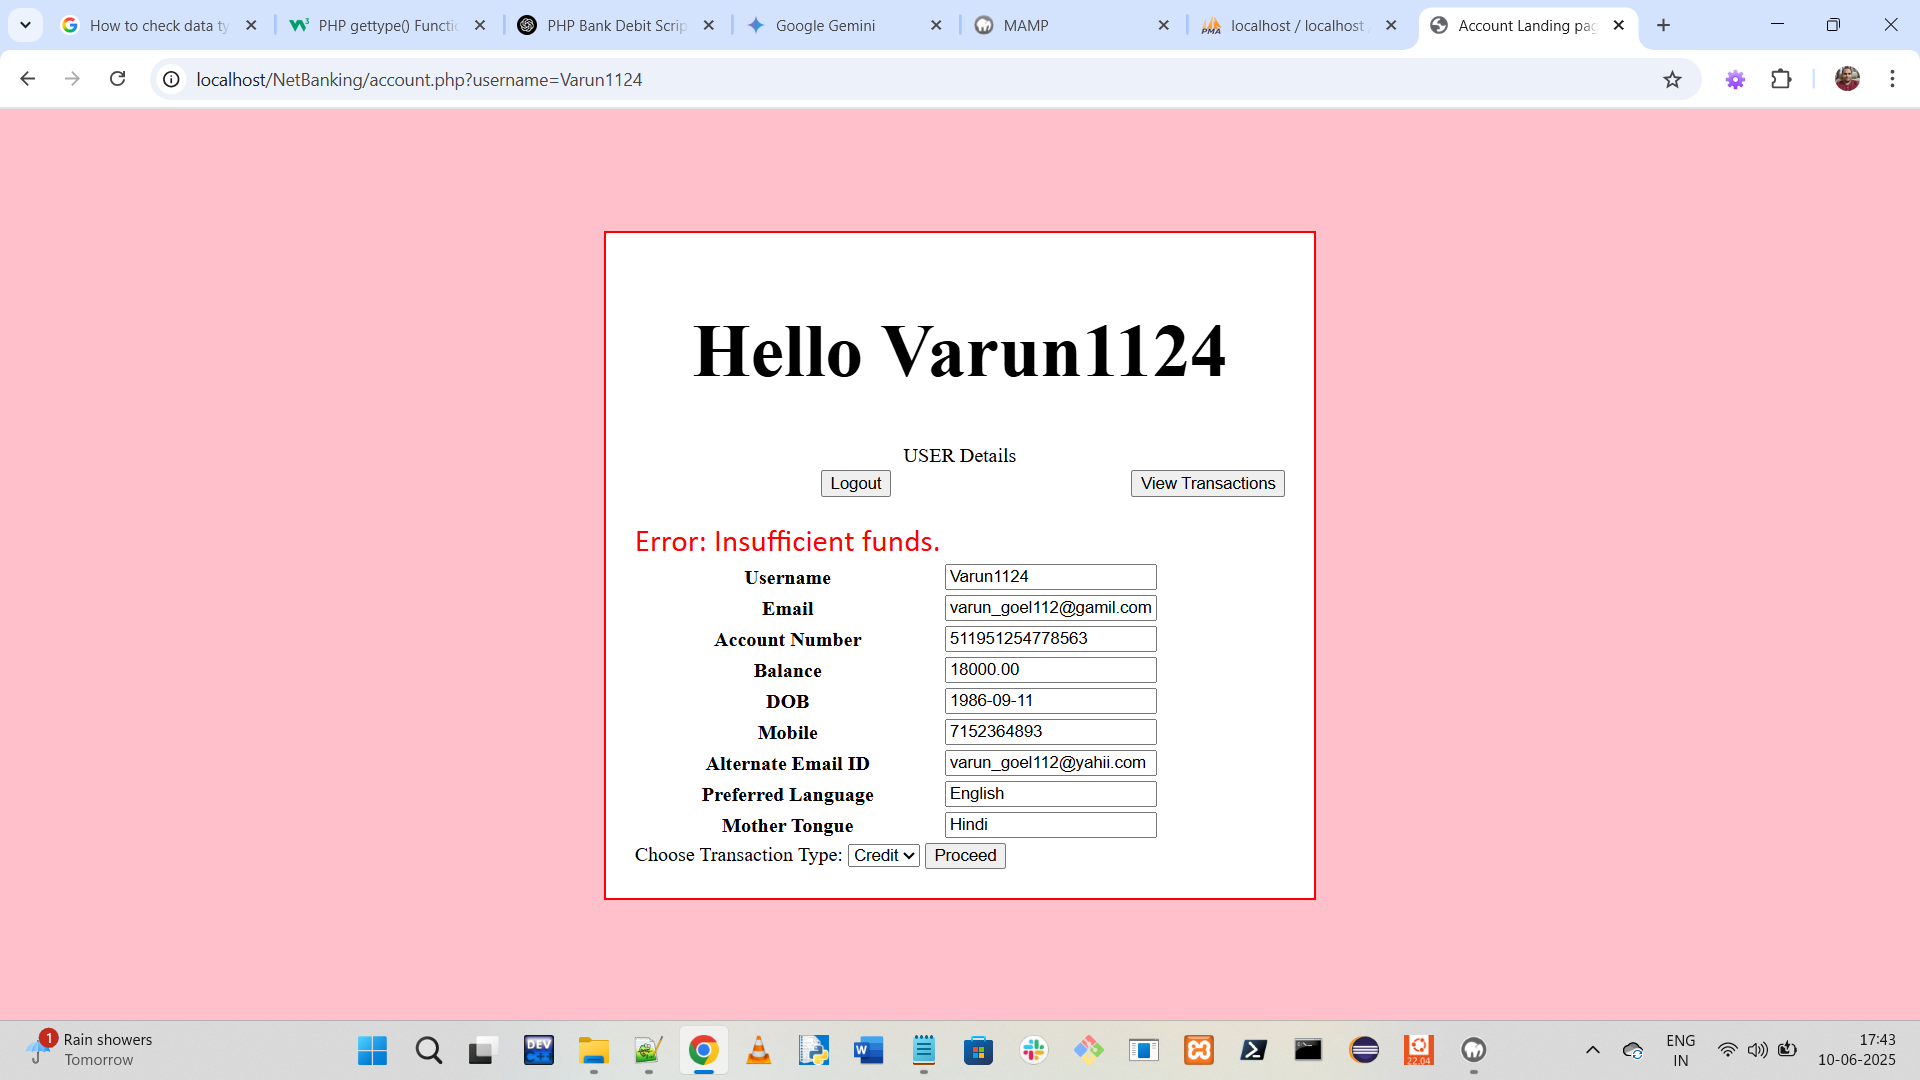 How to check data ty
PHP gettype() Functio
PHP Bank Debit Scrip
Google Gemini
MAMP
localhost / localhost
Account Landing pag
localhost/NetBanking/account.php?username=Varun1124
Hello Varun1124
USER Details
Logout
View Transactions
Error: Insufficient funds.
Username Varun1124
Email varun_goel112@gamil.com
Account Number 511951254778563
Balance 18000.00
DOB 1986-09-11
Mobile 7152364893
Alternate Email ID varun_goel112@yahii.com
Preferred Language English
Mother Tongue Hindi
Choose Transaction Type: Credit Proceed
1
Rain showers
Tomorrow
DEV
C++
22.04
ENG
IN
17:43
10-06-2025